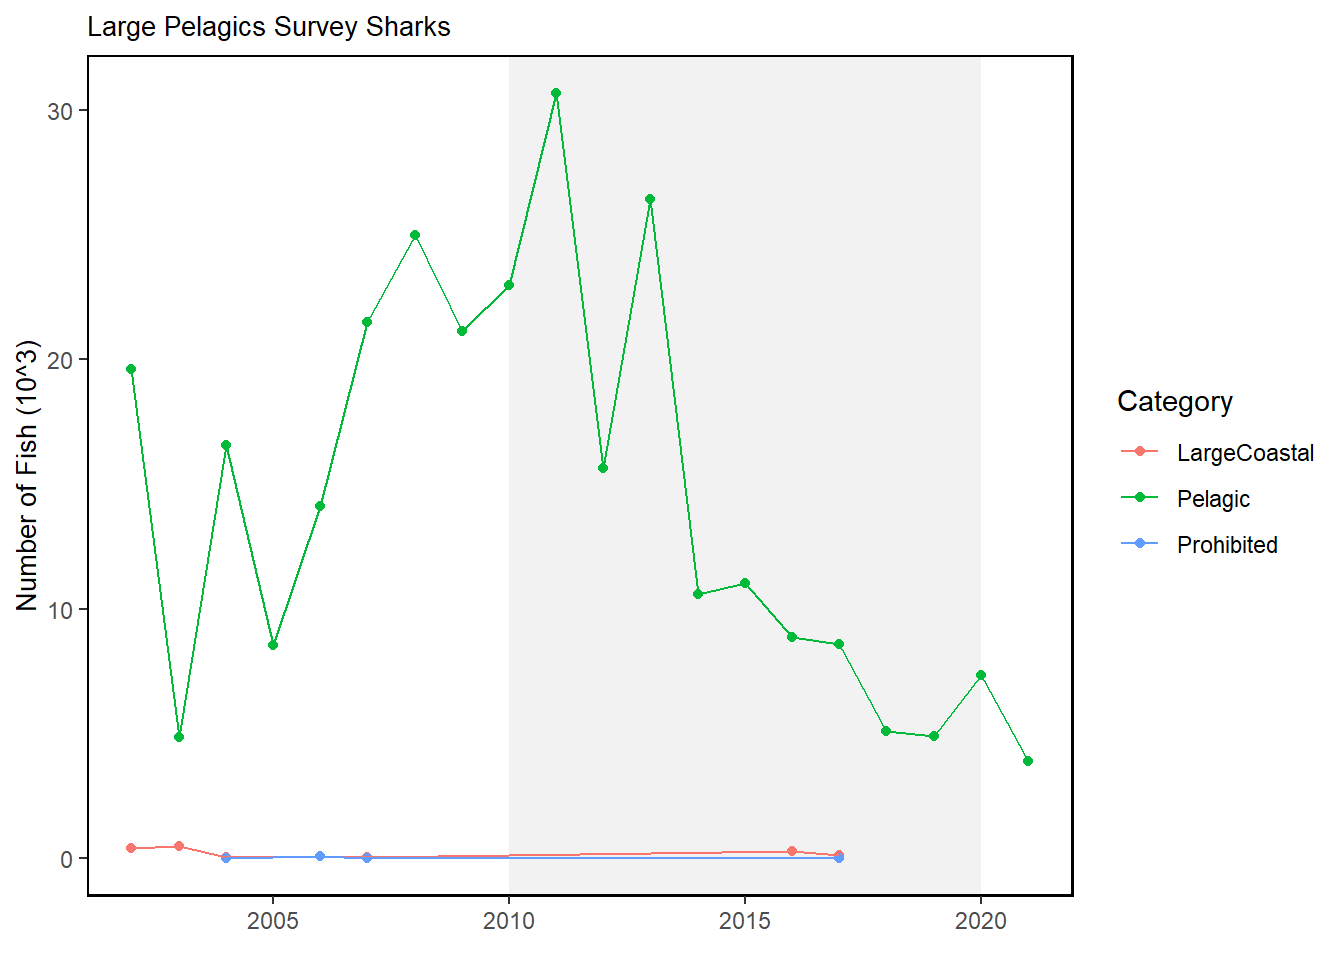 Large Pelagics Survey Sharks
Number of Fish (10^3)
30
20
10
0
2005
2010
2015
2020
Category
LargeCoastal
Pelagic
Prohibited